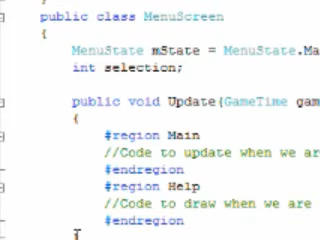 }
public class MenuScreen
{
MenuState mState = MenuState.Ma
int selection;
public void Update(GameTime gam
{
#region Main
//Code to update when we ar
#endregion
#region Help
//Code to draw when we are
#endregion
}